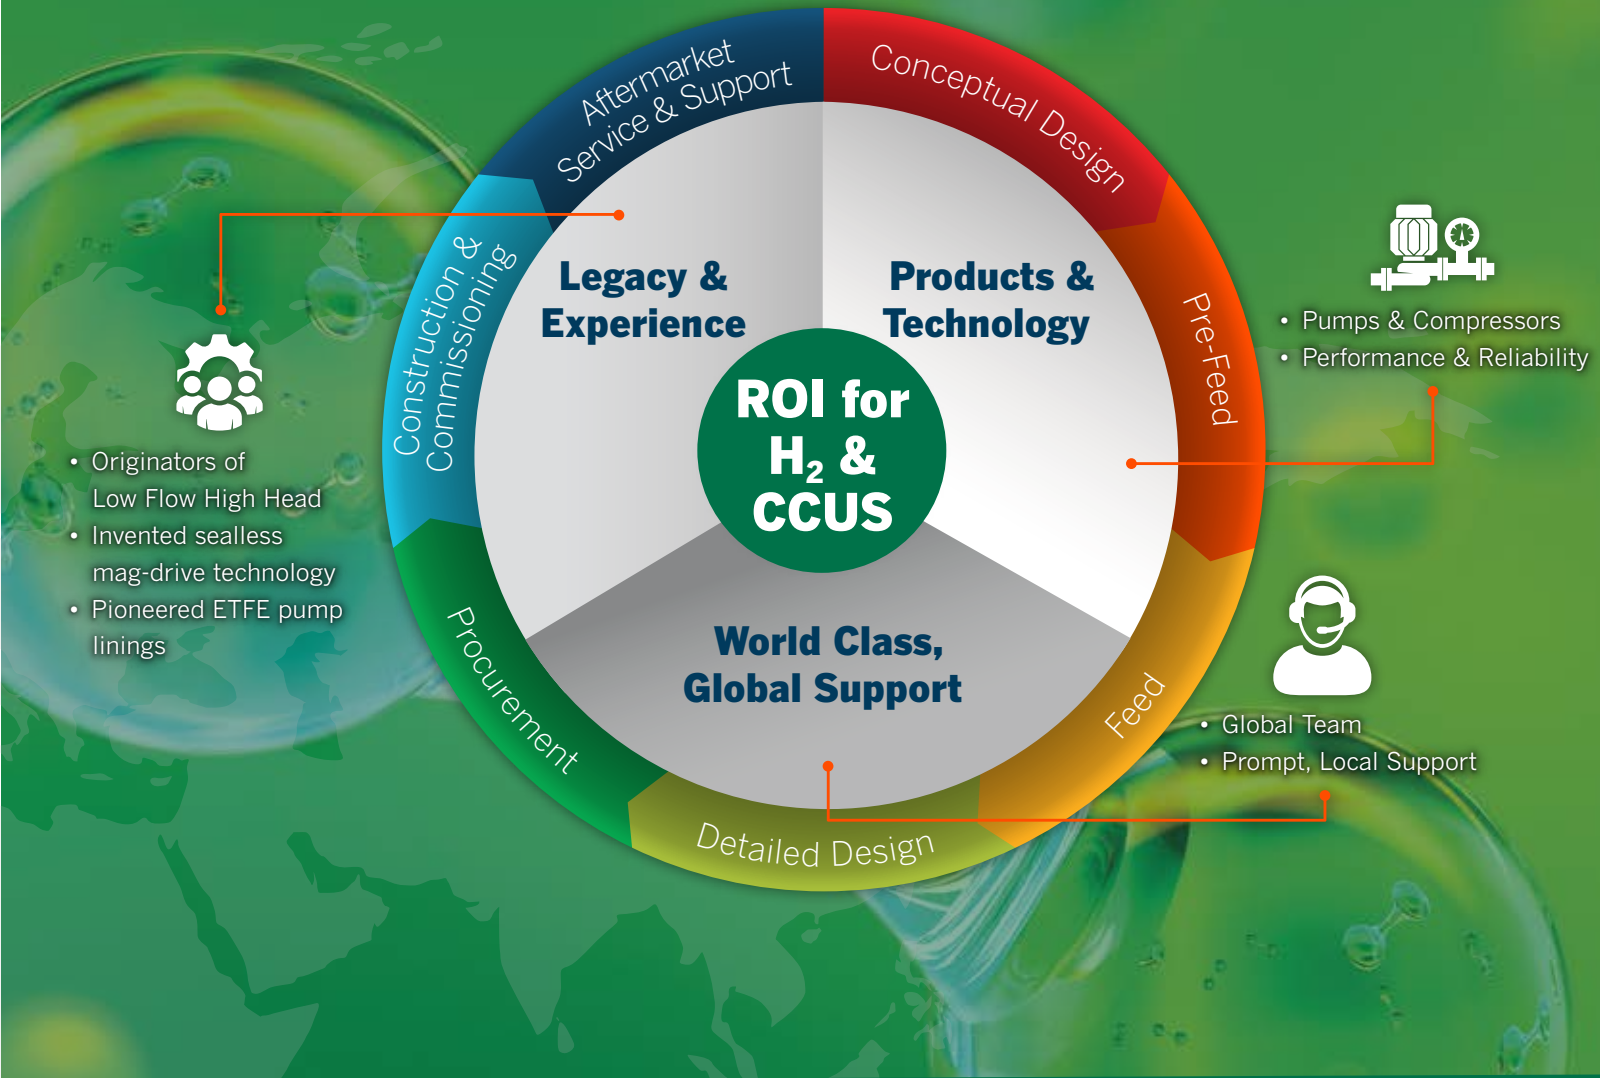 Aftermarket
Service & Support
Conceptual Design
Pre-Feed
Feed
Detailed Design
Procurement
Construction &
Commissioning
Legacy &
Experience
Products &
Technology
World Class,
Global Support
ROI for
H₂ &
CCUS
• Originators of
Low Flow High Head
• Invented sealless
mag-drive technology
• Pioneered ETFE pump
linings
• Pumps & Compressors
• Performance & Reliability
• Global Team
• Prompt, Local Support